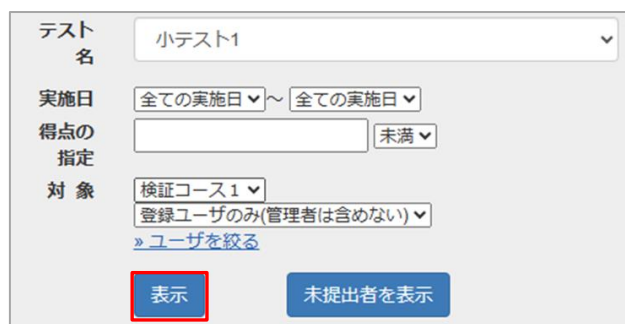 テスト名
小テスト1
実施日
全ての実施日～ 全ての実施日
得点の指定
未満
対 象
検証コース1
登録ユーザのみ(管理者は含めない)
» ユーザを絞る
表示 未提出者を表示